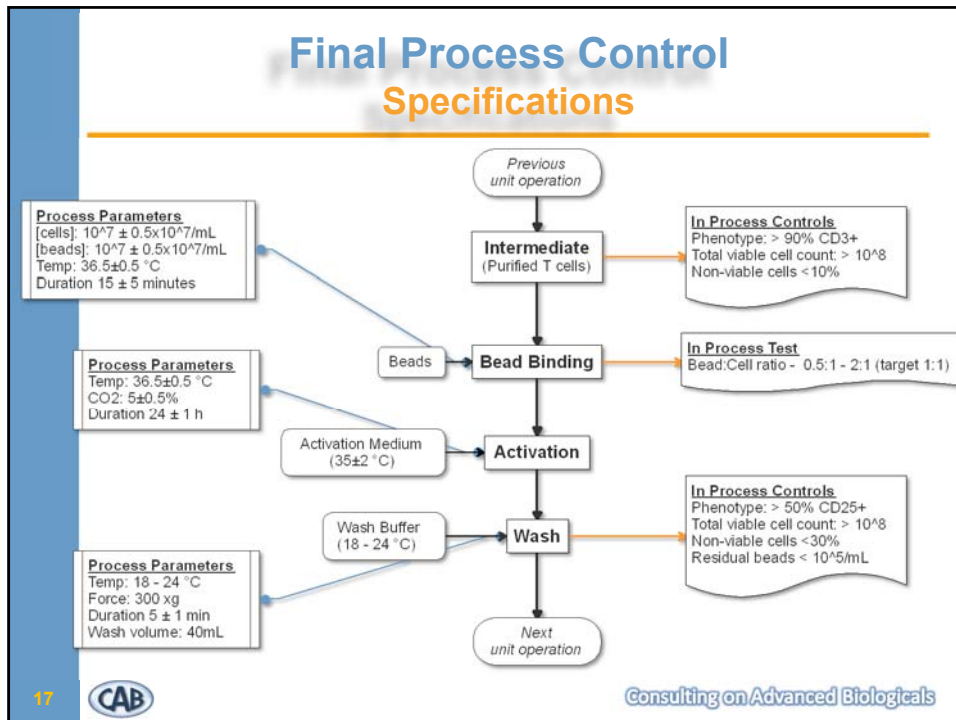 Final Process Control
Specifications
Previous
unit operation
Process Parameters
[cells]: 10^7 ± 0.5x10^7/mL
[beads]: 10^7 ± 0.5x10^7/mL
Temp: 36.5±0.5 °C
Duration 15 ± 5 minutes
Intermediate
(Purified T cells)
In Process Controls
Phenotype: > 90% CD3+
Total viable cell count: > 10^8
Non-viable cells <10%
Beads
Bead Binding
In Process Test
Bead:Cell ratio - 0.5:1 - 2:1 (target 1:1)
Process Parameters
Temp: 36.5±0.5 °C
CO2: 5±0.5%
Duration 24 ± 1 h
Activation Medium
(35±2 °C)
Activation
Wash Buffer
(18 - 24 °C)
Wash
In Process Controls
Phenotype: > 50% CD25+
Total viable cell count: > 10^8
Non-viable cells <30%
Residual beads < 10^5/mL
Process Parameters
Temp: 18 - 24 °C
Force: 300 xg
Duration 5 ± 1 min
Wash volume: 40mL
Next
unit operation
17
CAB
Consulting on Advanced Biologicals